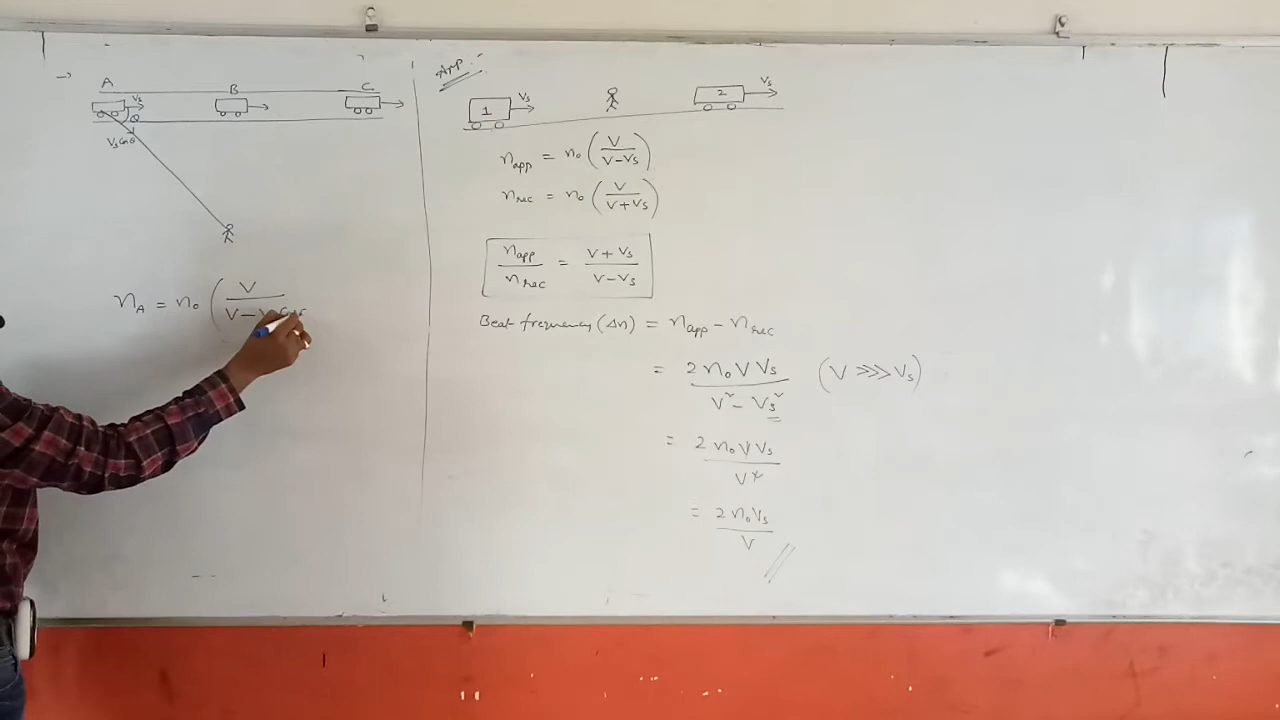 A B C
Vs θ
Vs Cosθ
n_A = n₀ ( V / V − Vs Cos
App :-
1 Vs 2 Vs
n_app = n₀ ( V / V − Vs )
n_rec = n₀ ( V / V + Vs )
n_app / n_rec = V + Vs / V − Vs
Beat frequency (Δn) = n_app − n_rec
= 2 n₀ V Vs / V² − Vs² (V >>> Vs)
= 2 n₀ V Vs / V²
= 2 n₀ Vs / V